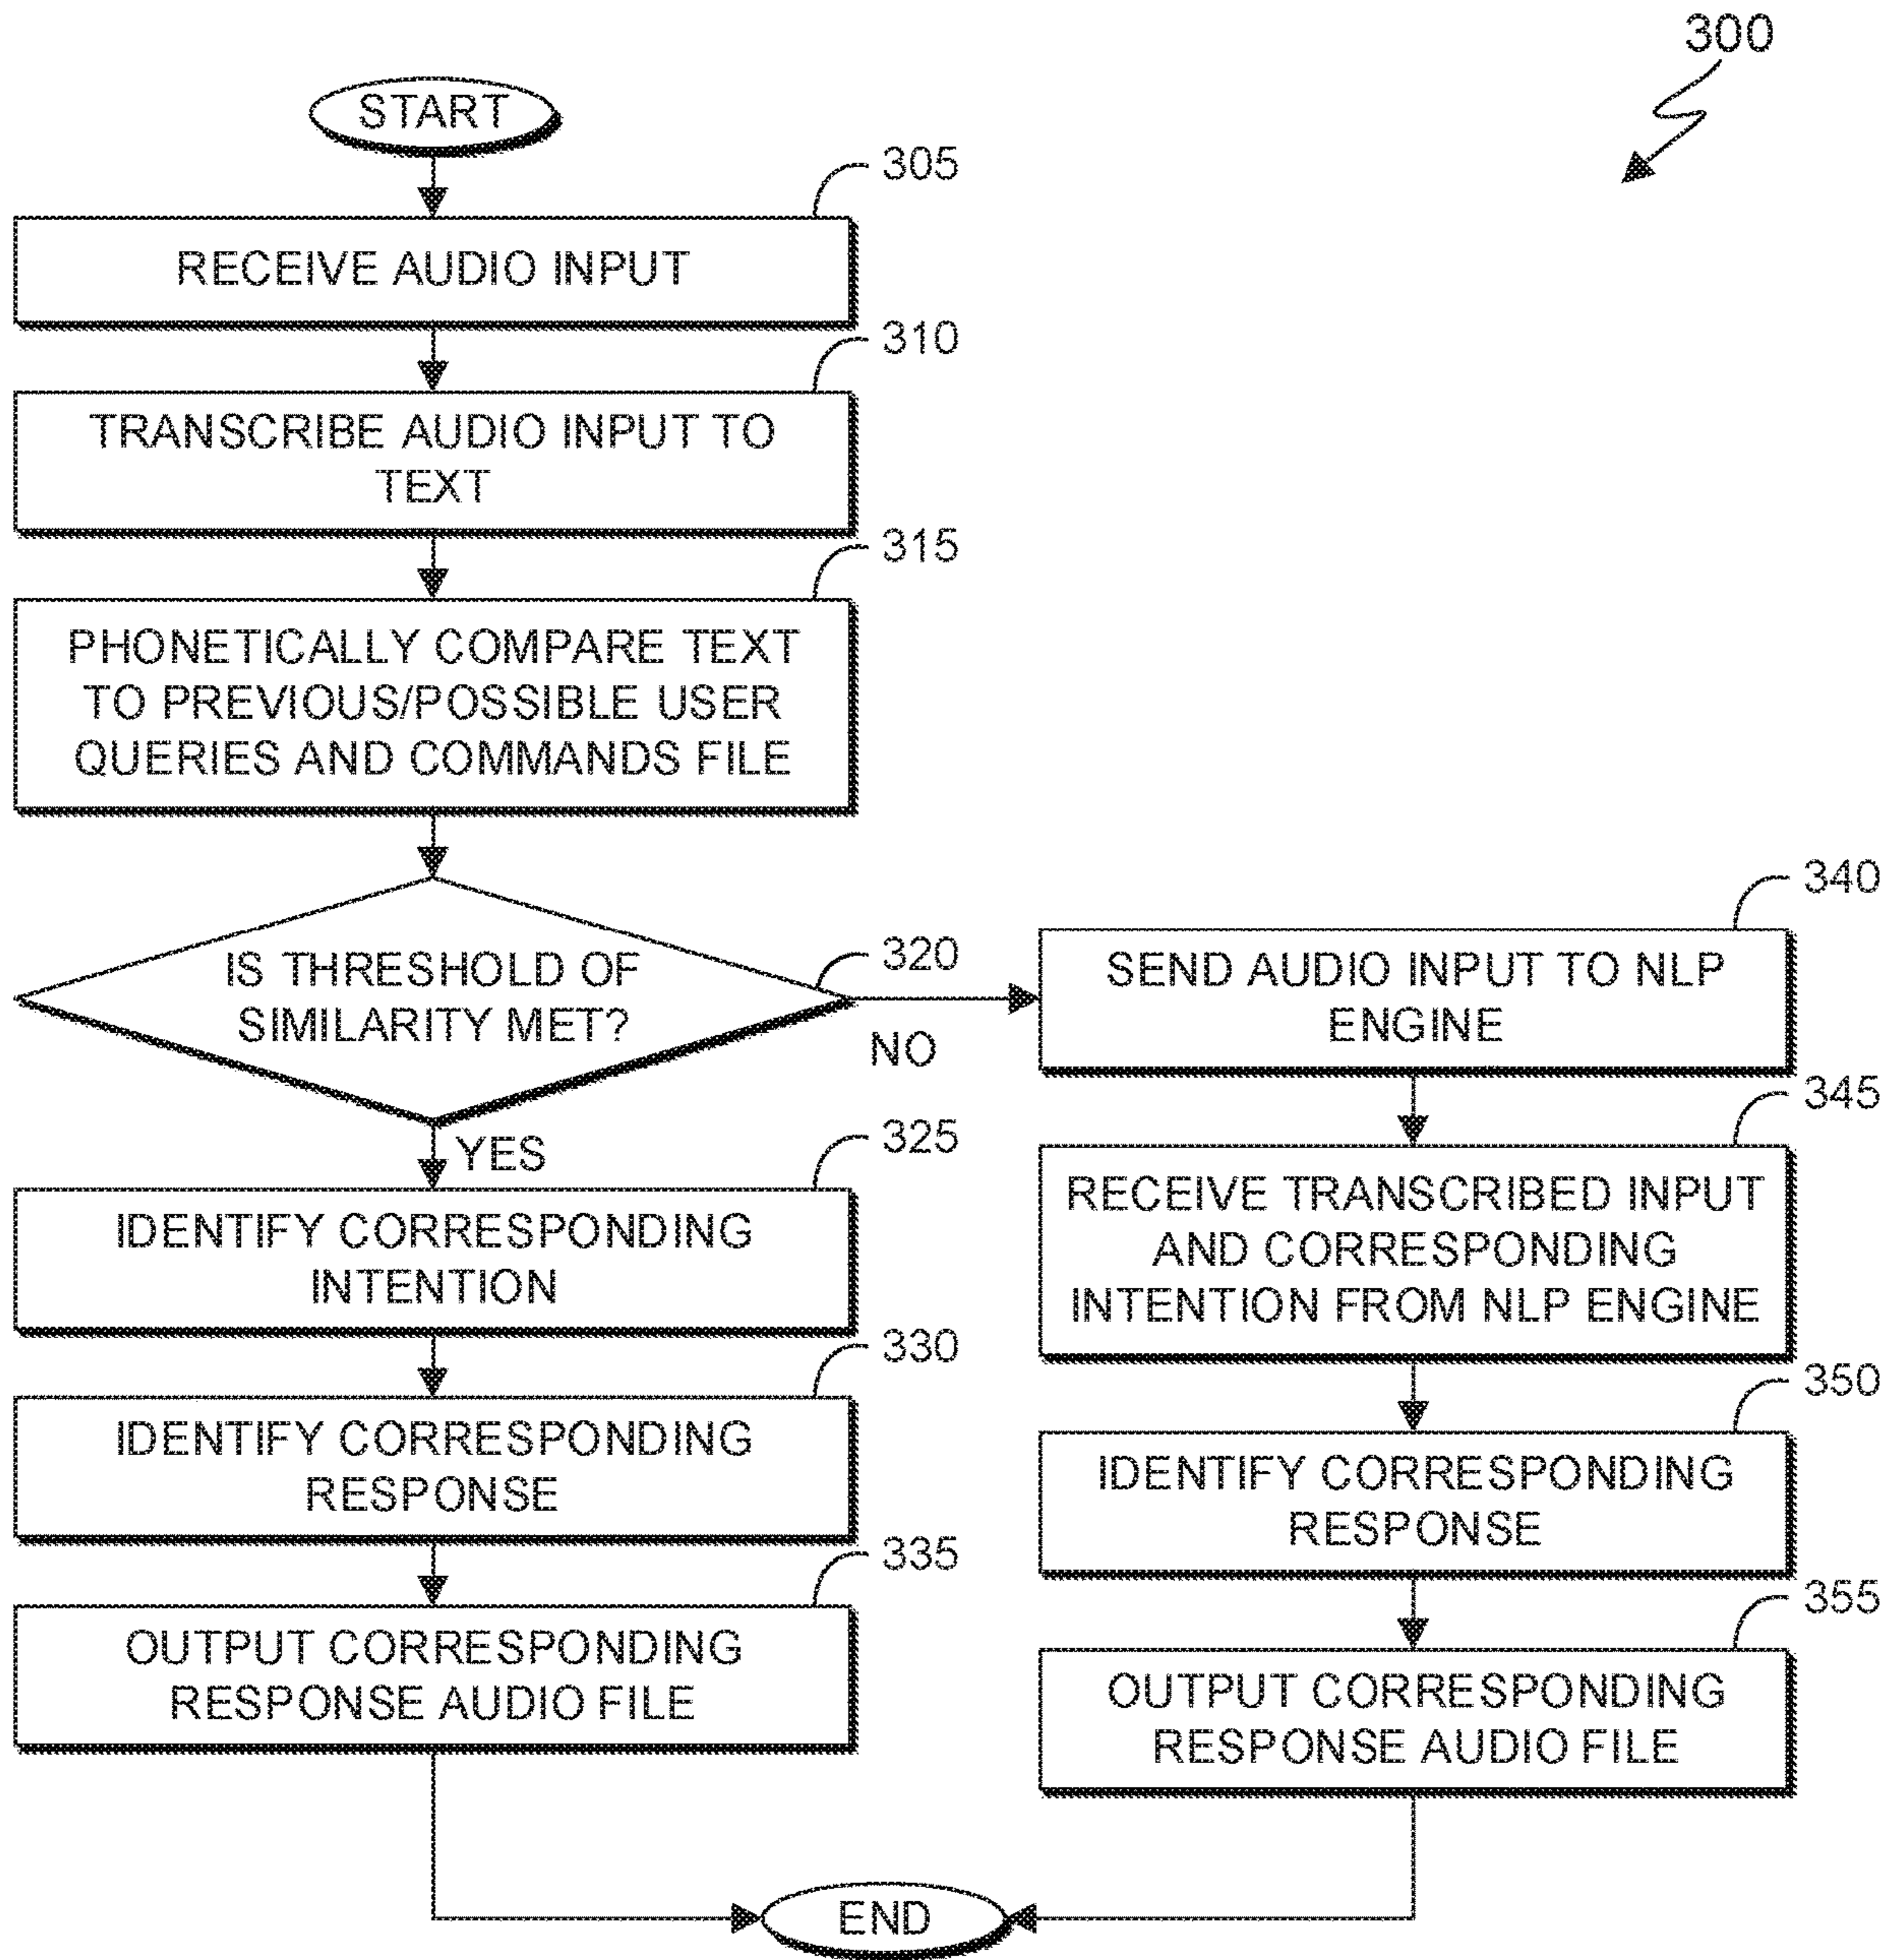 300
START
305
RECEIVE AUDIO INPUT
310
TRANSCRIBE AUDIO INPUT TO
TEXT
315
PHONETICALLY COMPARE TEXT
TO PREVIOUS/POSSIBLE USER
QUERIES AND COMMANDS FILE
320
IS THRESHOLD OF
SIMILARITY MET?
NO
YES
325
IDENTIFY CORRESPONDING
INTENTION
330
IDENTIFY CORRESPONDING
RESPONSE
335
OUTPUT CORRESPONDING
RESPONSE AUDIO FILE
340
SEND AUDIO INPUT TO NLP
ENGINE
345
RECEIVE TRANSCRIBED INPUT
AND CORRESPONDING
INTENTION FROM NLP ENGINE
350
IDENTIFY CORRESPONDING
RESPONSE
355
OUTPUT CORRESPONDING
RESPONSE AUDIO FILE
END